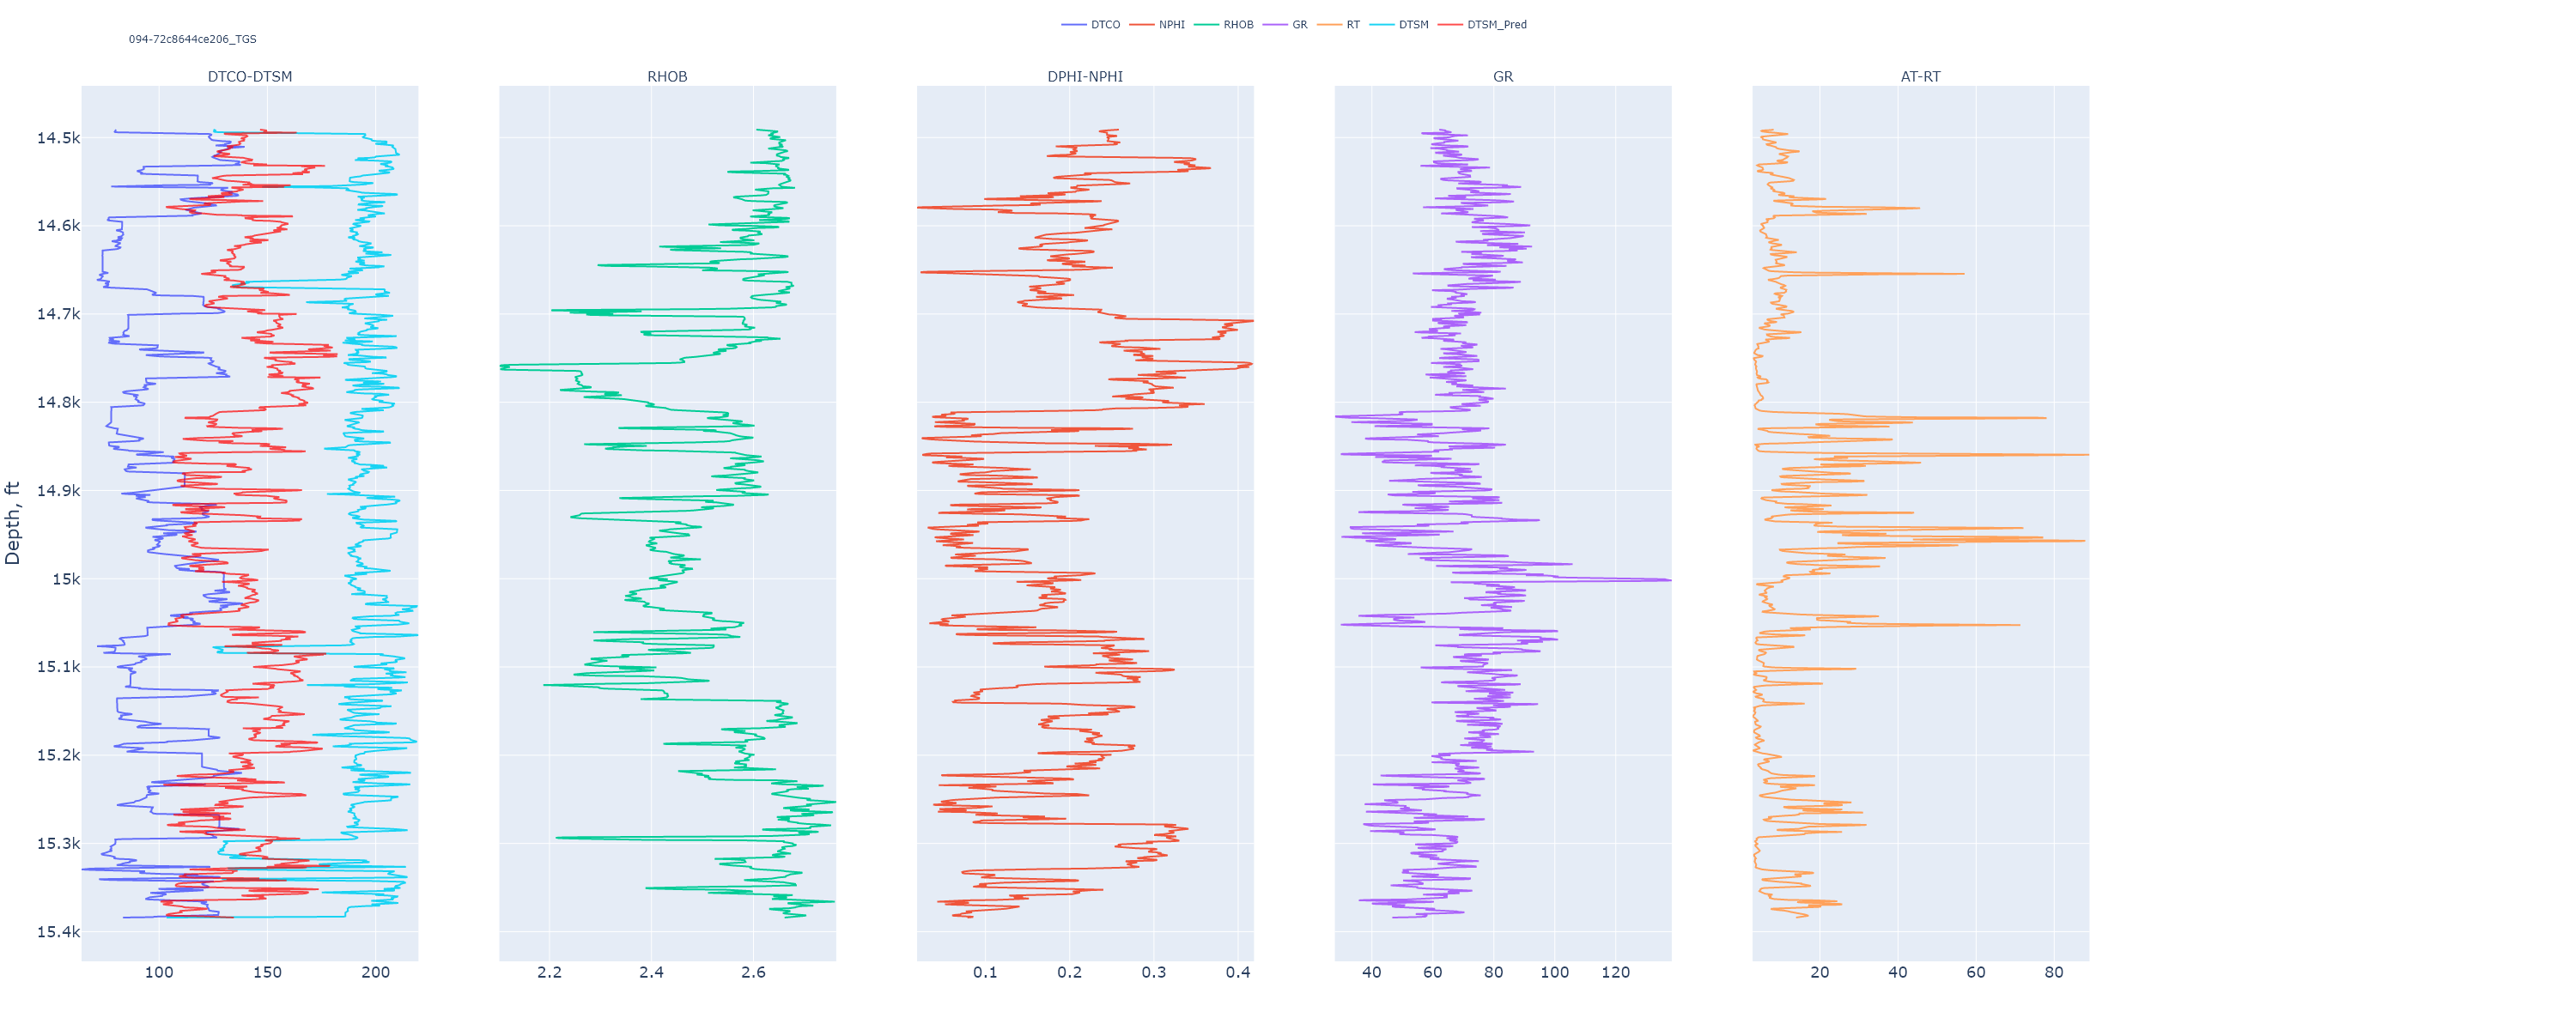 DTCO NPHI RHOB GR RT DTSM DTSM_Pred
094-72c8644ce206_TGS
DTCO-DTSM RHOB DPHI-NPHI GR AT-RT
14.5k
14.6k
14.7k
14.8k
14.9k
15k
15.1k
15.2k
15.3k
15.4k
Depth, ft
100 150 200 2.2 2.4 2.6 0.1 0.2 0.3 0.4 40 60 80 100 120 20 40 60 80